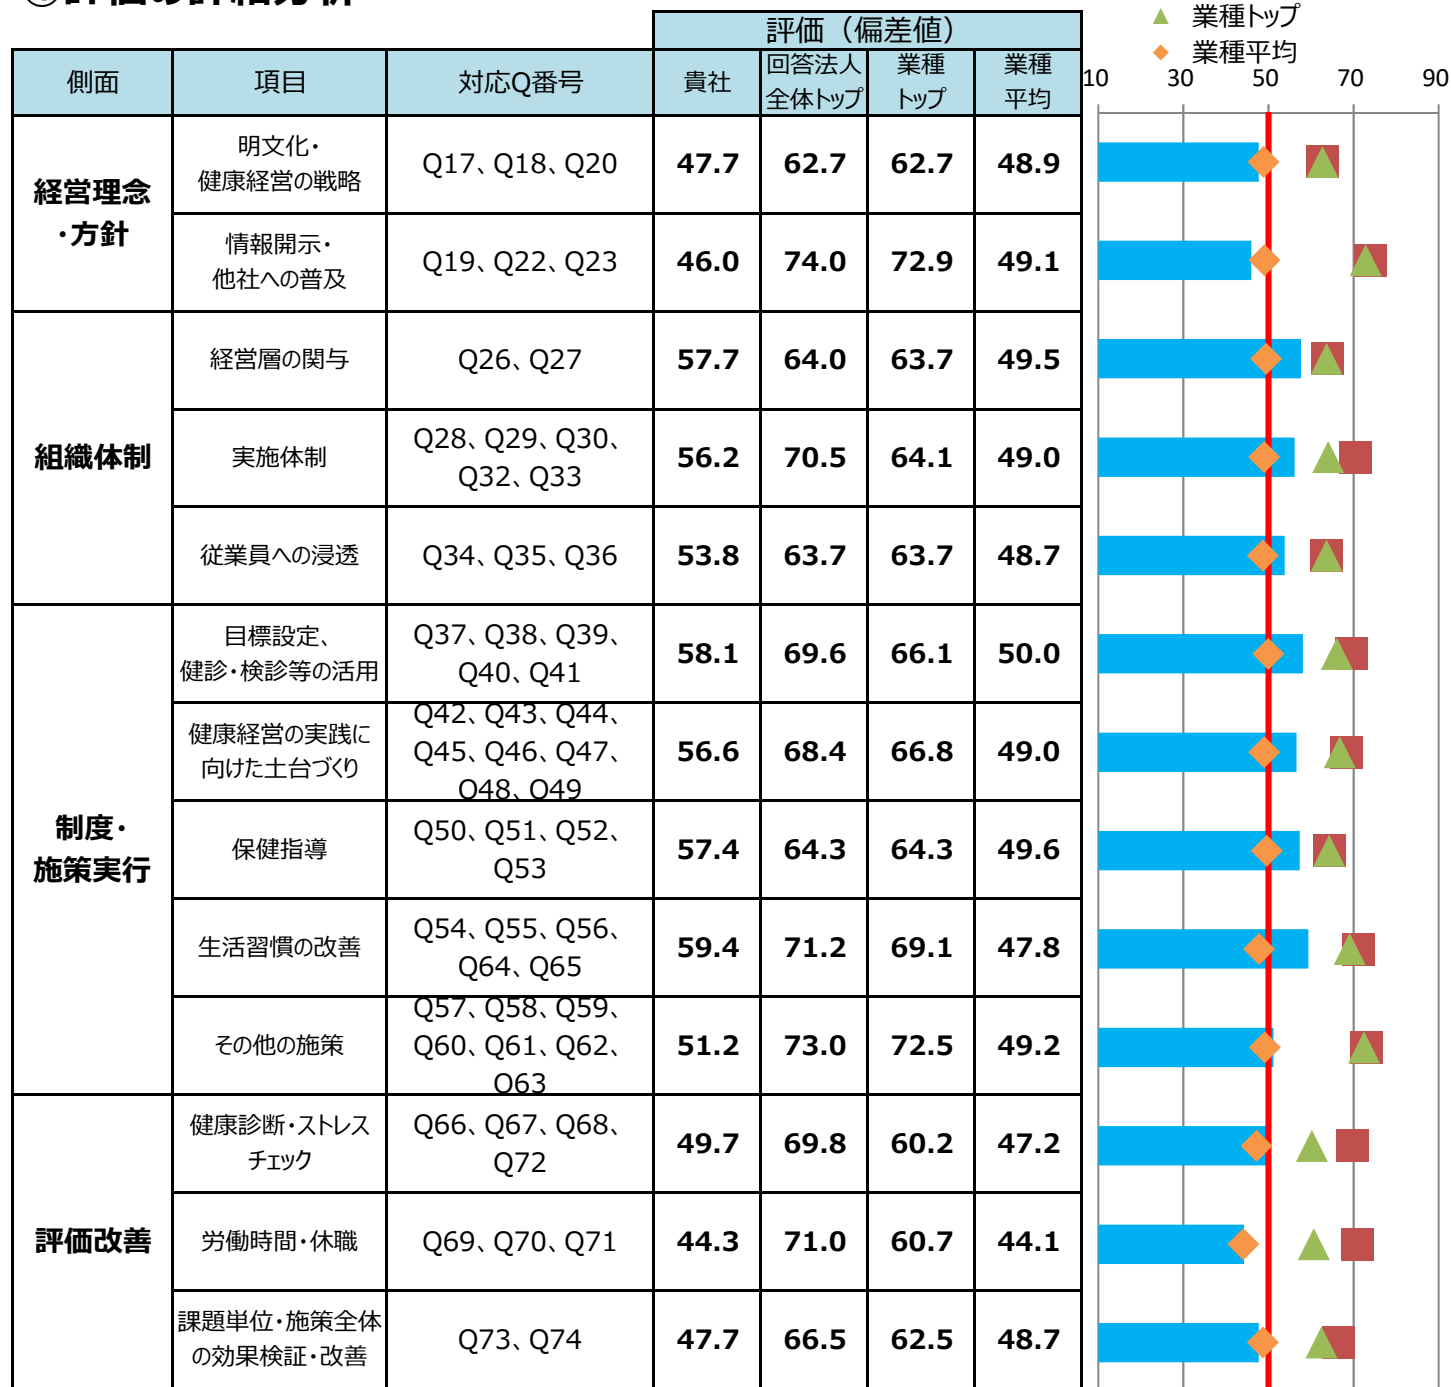 評価（偏差値）
▲ 業種トップ
◆ 業種平均
側面 項目 対応Q番号 貴社 回答法人 業種 業種
全体トップ トップ 平均
10 30 50 70 90
経営理念
・方針
明文化・
健康経営の戦略
Q17、Q18、Q20 47.7 62.7 62.7 48.9
情報開示・
他社への普及
Q19、Q22、Q23 46.0 74.0 72.9 49.1
組織体制
経営層の関与 Q26、Q27 57.7 64.0 63.7 49.5
実施体制
Q28、Q29、Q30、
Q32、Q33
56.2 70.5 64.1 49.0
従業員への浸透 Q34、Q35、Q36 53.8 63.7 63.7 48.7
制度・
施策実行
目標設定、
健診・検診等の活用
Q37、Q38、Q39、
Q40、Q41
58.1 69.6 66.1 50.0
健康経営の実践に
向けた土台づくり
Q42、Q43、Q44、
Q45、Q46、Q47、
Q48、Q49
56.6 68.4 66.8 49.0
保健指導
Q50、Q51、Q52、
Q53
57.4 64.3 64.3 49.6
生活習慣の改善
Q54、Q55、Q56、
Q64、Q65
59.4 71.2 69.1 47.8
その他の施策
Q57、Q58、Q59、
Q60、Q61、Q62、
Q63
51.2 73.0 72.5 49.2
評価改善
健康診断・ストレス
チェック
Q66、Q67、Q68、
Q72
49.7 69.8 60.2 47.2
労働時間・休職 Q69、Q70、Q71 44.3 71.0 60.7 44.1
課題単位・施策全体
の効果検証・改善
Q73、Q74 47.7 66.5 62.5 48.7